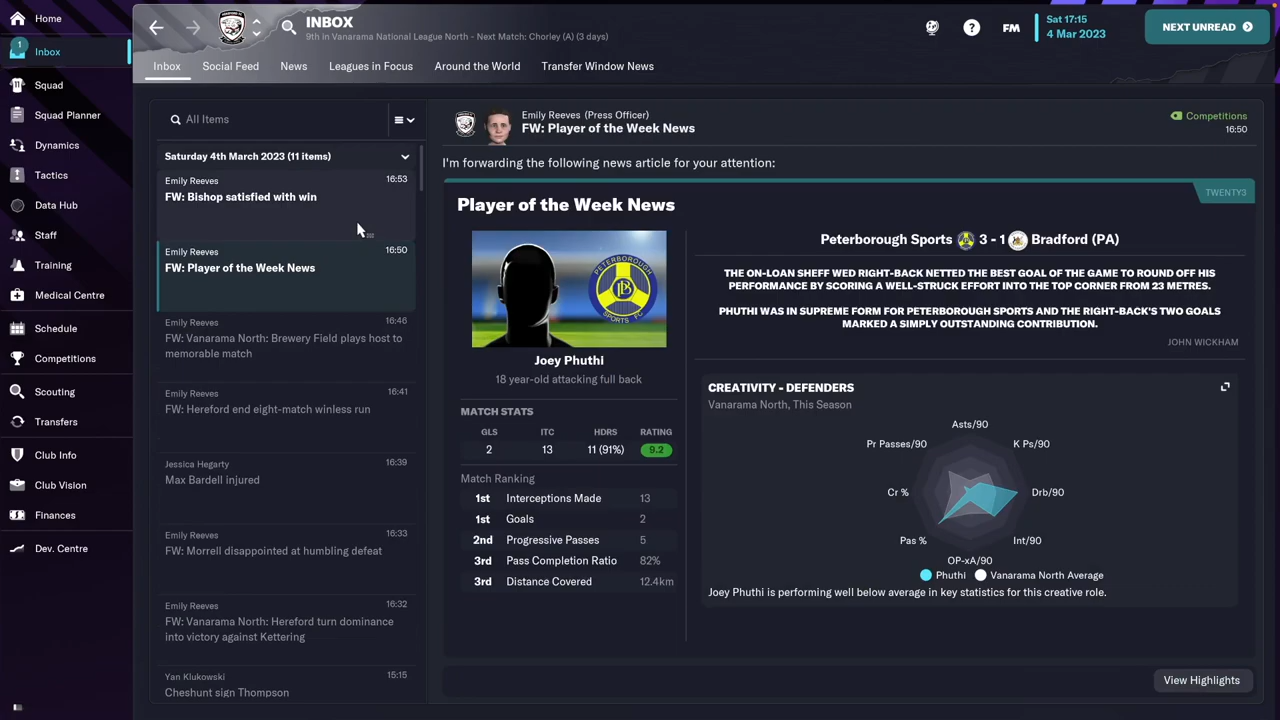 Home
INBOX
9th in Vanarama National League North - Next Match: Chorley (A) (3 days)
FM
Sat 17:15
4 Mar 2023
NEXT UNREAD
1
Inbox
Squad
Squad Planner
Dynamics
Tactics
Data Hub
Staff
Training
Medical Centre
Schedule
Competitions
Scouting
Transfers
Club Info
Club Vision
Finances
Dev. Centre
Inbox
Social Feed
News
Leagues in Focus
Around the World
Transfer Window News
All Items
Saturday 4th March 2023 (11 items)
Emily Reeves 16:53
FW: Bishop satisfied with win
Emily Reeves 16:50
FW: Player of the Week News
Emily Reeves 16:46
FW: Vanarama North: Brewery Field plays host to
memorable match
Emily Reeves 16:41
FW: Hereford end eight-match winless run
Jessica Hegarty 16:39
Max Bardell injured
Emily Reeves 16:33
FW: Morrell disappointed at humbling defeat
Emily Reeves 16:32
FW: Vanarama North: Hereford turn dominance
into victory against Kettering
Yan Klukowski 15:15
Cheshunt sign Thompson
Emily Reeves (Press Officer)
FW: Player of the Week News
Competitions
16:50
I'm forwarding the following news article for your attention:
TWENTY3
Player of the Week News
PETERBOROUGH
SPORTS FC
Joey Phuthi
18 year-old attacking full back
MATCH STATS
GLS ITC HDRS RATING
2 13 11 (91%) 9.2
Match Ranking
1st Interceptions Made 13
1st Goals 2
2nd Progressive Passes 5
3rd Pass Completion Ratio 82%
3rd Distance Covered 12.4km
Peterborough Sports 3 - 1 Bradford (PA)
THE ON-LOAN SHEFF WED RIGHT-BACK NETTED THE BEST GOAL OF THE GAME TO ROUND OFF HIS
PERFORMANCE BY SCORING A WELL-STRUCK EFFORT INTO THE TOP CORNER FROM 23 METRES.
PHUTHI WAS IN SUPREME FORM FOR PETERBOROUGH SPORTS AND THE RIGHT-BACK'S TWO GOALS
MARKED A SIMPLY OUTSTANDING CONTRIBUTION.
JOHN WICKHAM
CREATIVITY - DEFENDERS
Vanarama North, This Season
Asts/90
Pr Passes/90
K Ps/90
Cr %
Drb/90
Pas %
Int/90
OP-xA/90
Phuthi
Vanarama North Average
Joey Phuthi is performing well below average in key statistics for this creative role.
View Highlights